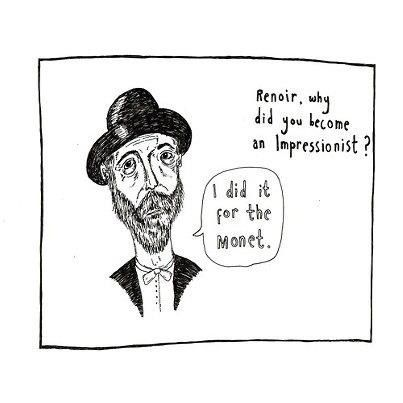 Renoir, why
did you become
an Impressionist?
I did it
for the
Monet.